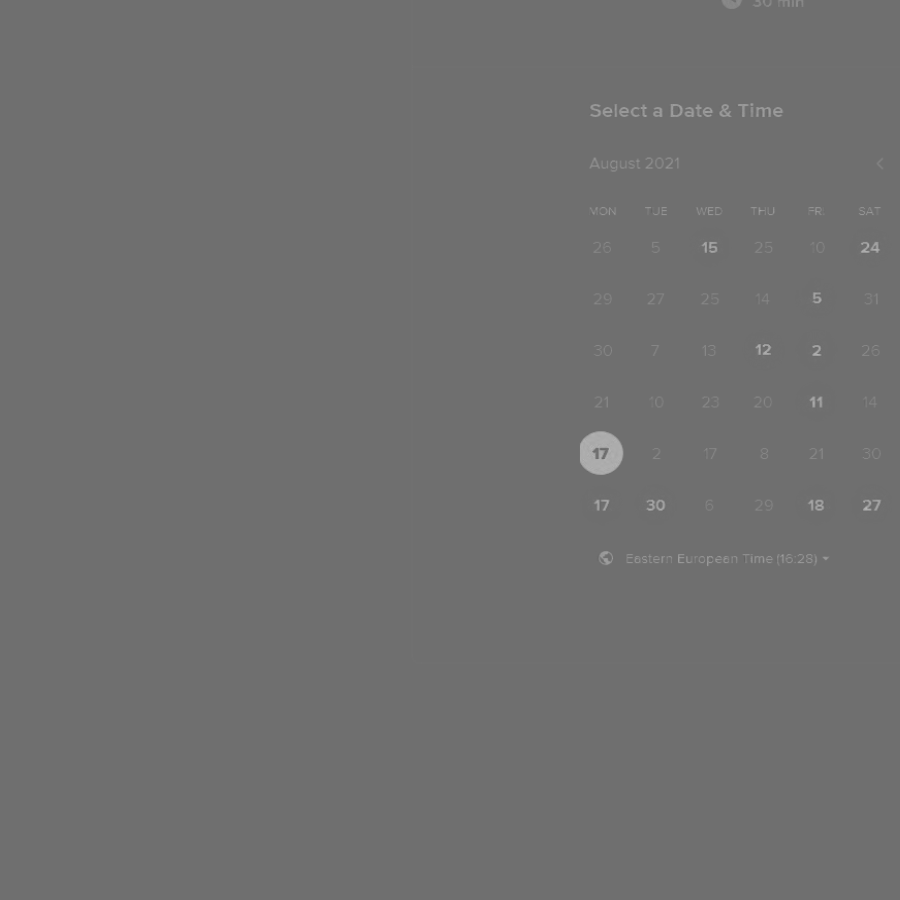 30 min
Select a Date & Time
August 2021
MON TUE WED THU FRI SAT
26 5 15 25 10 24
29 27 25 14 5 31
30 7 13 12 2 26
21 10 23 20 11 14
17 2 17 8 21 30
17 30 6 29 18 27
Eastern European Time (16:28)